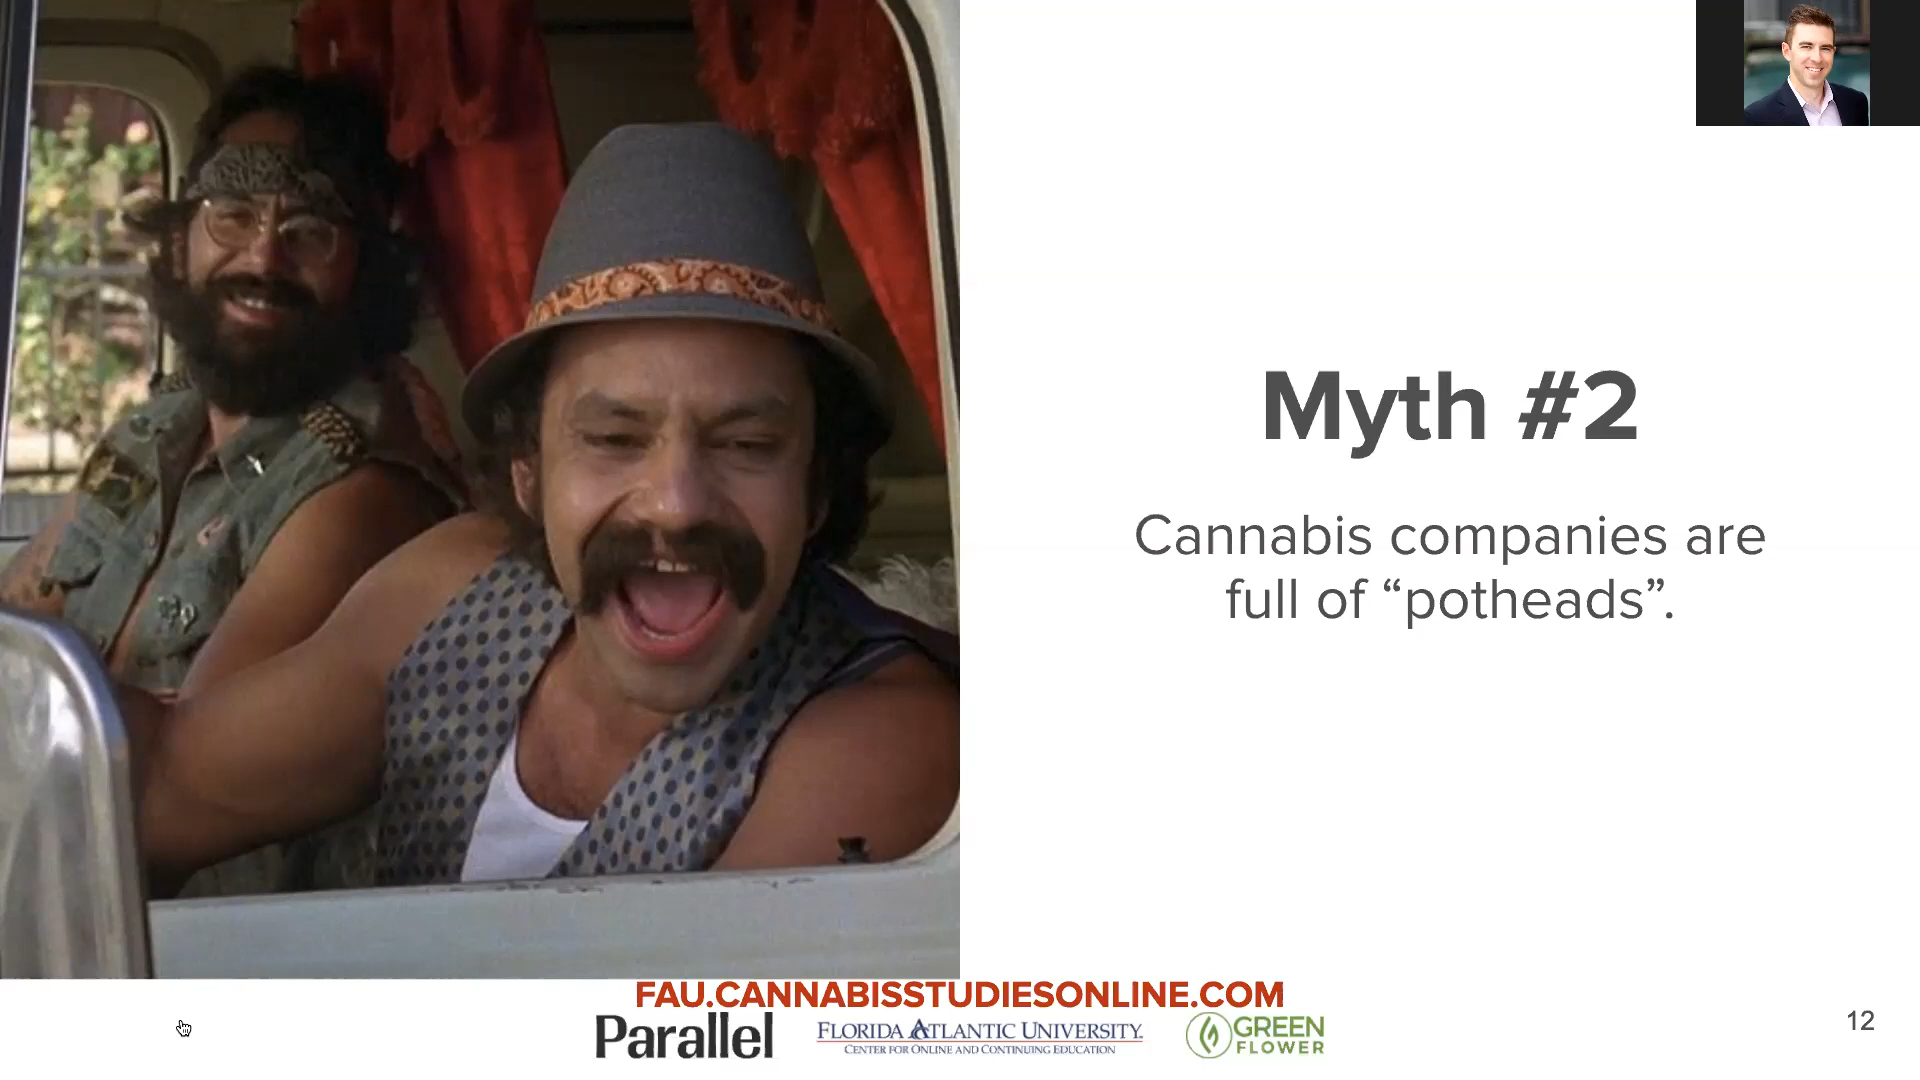 Myth #2
Cannabis companies are
full of “potheads”.
FAU.CANNABISSTUDIESONLINE.COM
Parallel
FLORIDA ATLANTIC UNIVERSITY.
CENTER FOR ONLINE AND CONTINUING EDUCATION
GREEN
FLOWER
12